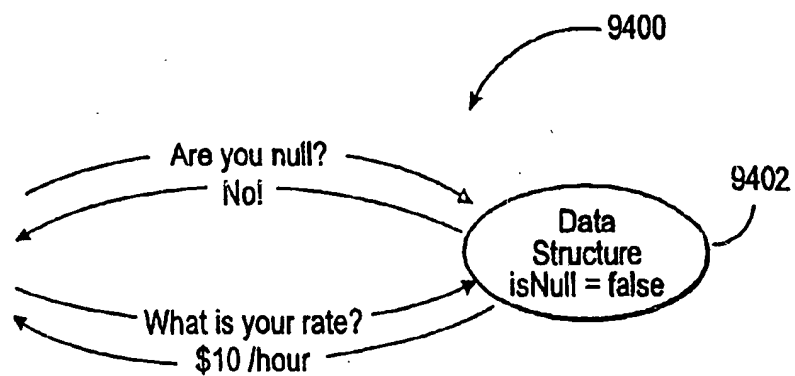 9400
Are you null?
No!
9402
Data
Structure
isNull = false
What is your rate?
$10 /hour